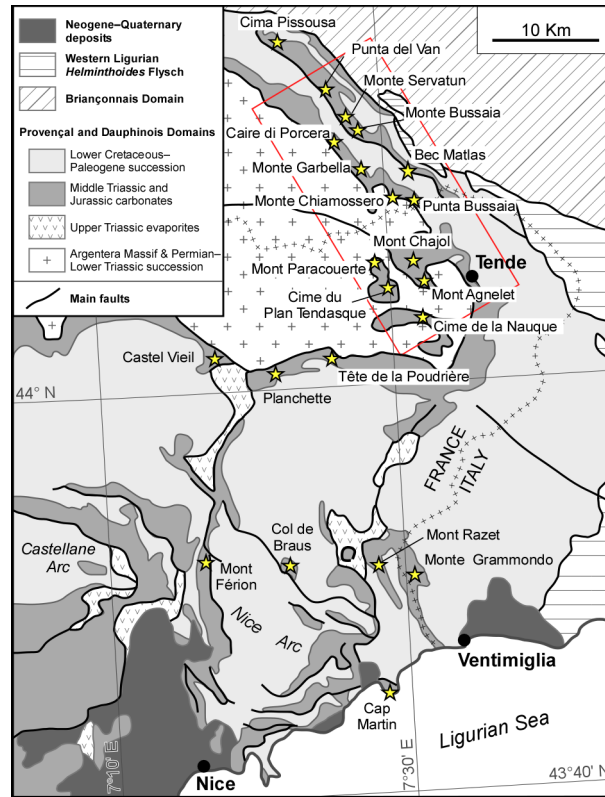 Neogene–Quaternary
deposits
Western Ligurian
Helminthoides Flysch
Briançonnais Domain
Provençal and Dauphinois Domains
Lower Cretaceous–
Paleogene succession
Middle Triassic and
Jurassic carbonates
Upper Triassic evaporites
Argentera Massif & Permian–
Lower Triassic succession
Main faults
10 Km
Cima Pissousa
Punta del Van
Monte Servatun
Monte Bussaia
Caire di Porcera
Bec Matlas
Monte Garbella
Monte Chiamossero
Punta Bussaia
Mont Chajol
Mont Paracouerte
Tende
Cime du
Plan Tendasque
Mont Agnelet
Cime de la Nauque
Castel Vieil
Tête de la Poudrière
Planchette
44° N
FRANCE
ITALY
Castellane
Arc
Col de
Braus
Mont Razet
Mont
Férion
Monte Grammondo
Nice Arc
Ventimiglia
Cap
Martin
Ligurian Sea
7°10' E
7°30' E
43°40' N
Nice